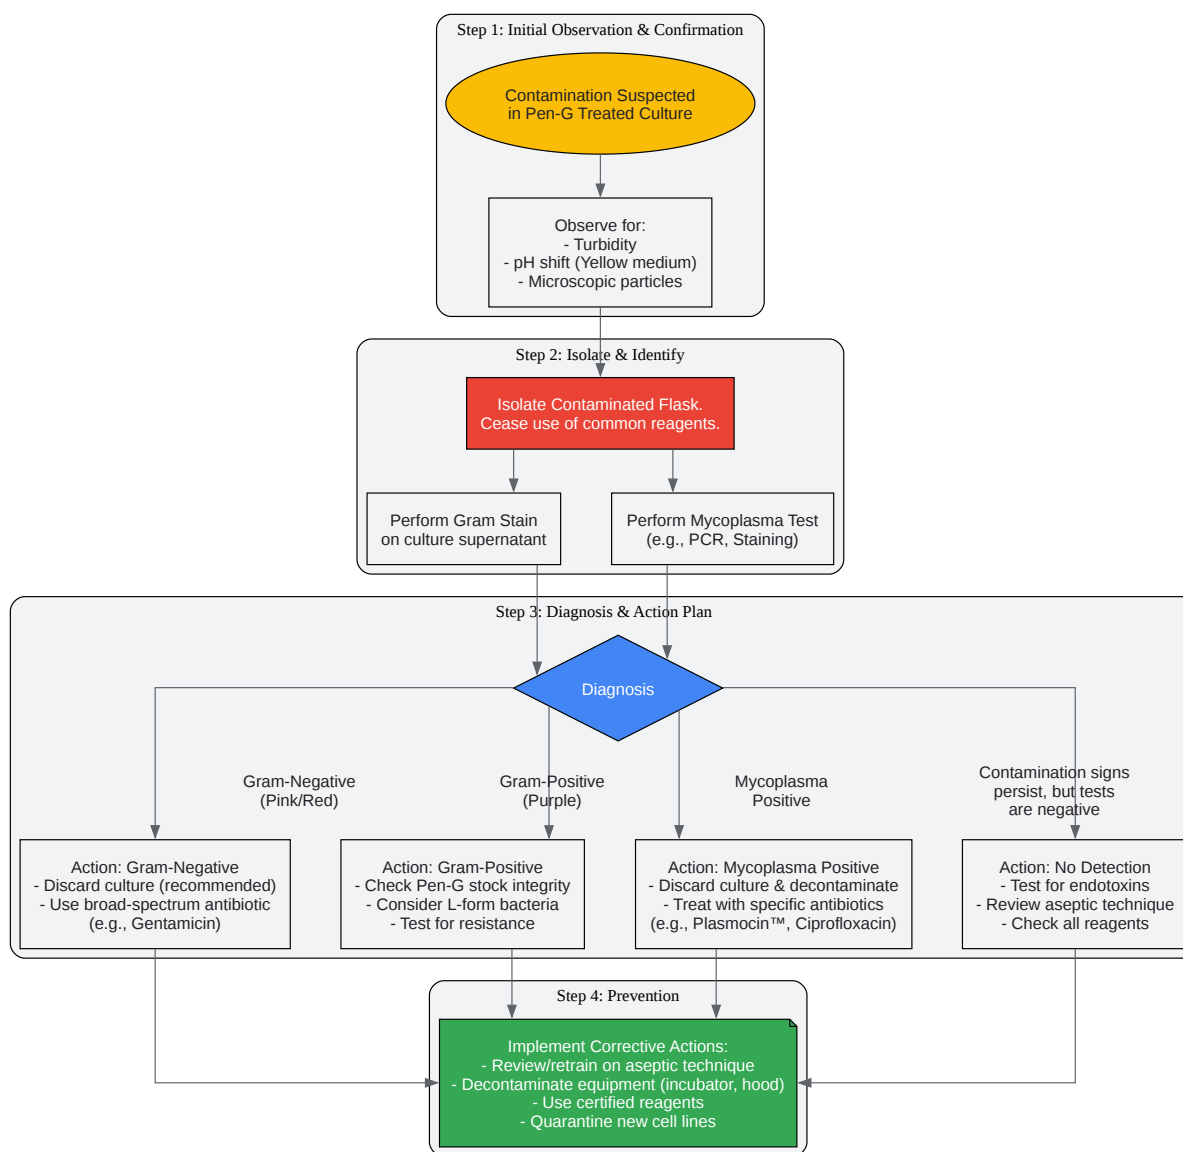 Step 1: Initial Observation & Confirmation
Contamination Suspected
in Pen-G Treated Culture
Observe for:
- Turbidity
- pH shift (Yellow medium)
- Microscopic particles
Step 2: Isolate & Identify
Isolate Contaminated Flask.
Cease use of common reagents.
Perform Gram Stain
on culture supernatant
Perform Mycoplasma Test
(e.g., PCR, Staining)
Step 3: Diagnosis & Action Plan
Diagnosis
Gram-Negative
(Pink/Red)
Gram-Positive
(Purple)
Mycoplasma
Positive
Contamination signs
persist, but tests
are negative
Action: Gram-Negative
- Discard culture (recommended)
- Use broad-spectrum antibiotic
(e.g., Gentamicin)
Action: Gram-Positive
- Check Pen-G stock integrity
- Consider L-form bacteria
- Test for resistance
Action: Mycoplasma Positive
- Discard culture & decontaminate
- Treat with specific antibiotics
(e.g., Plasmocin™, Ciprofloxacin)
Action: No Detection
- Test for endotoxins
- Review aseptic technique
- Check all reagents
Step 4: Prevention
Implement Corrective Actions:
- Review/retrain on aseptic technique
- Decontaminate equipment (incubator, hood)
- Use certified reagents
- Quarantine new cell lines